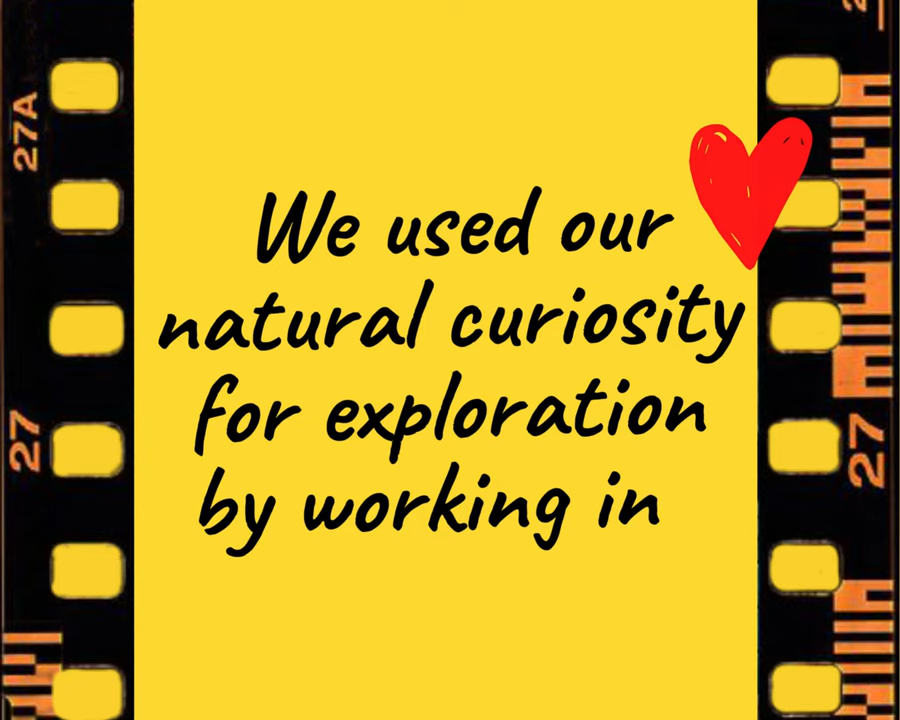 We used our
natural curiosity
for exploration
by working in
27A
27
27